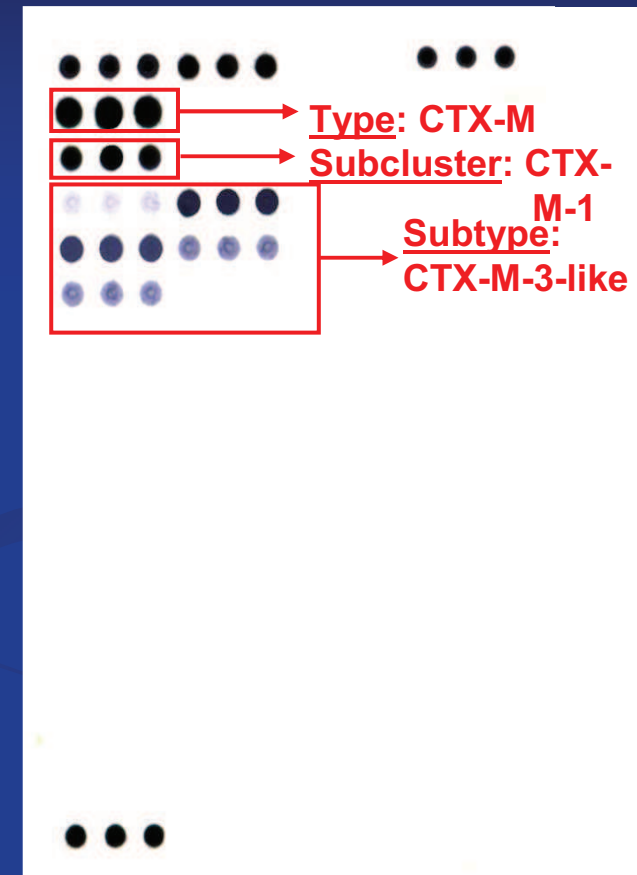 Type: CTX-M
Subcluster: CTX-
M-1
Subtype:
CTX-M-3-like